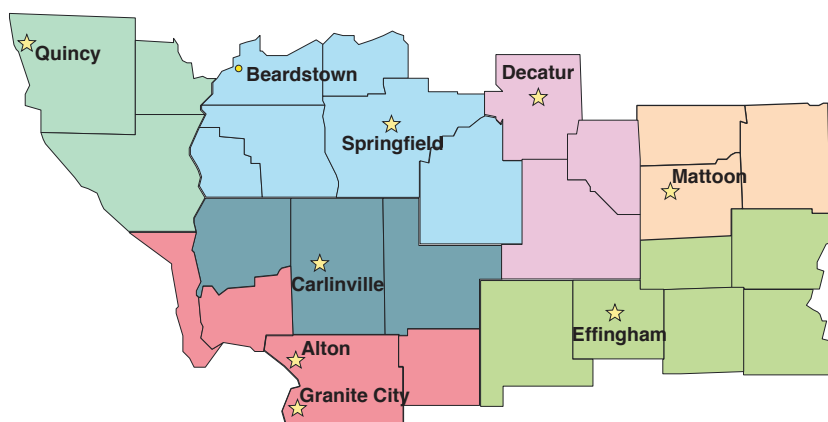 Quincy
Beardstown
Decatur
Springfield
Mattoon
Carlinville
Effingham
Alton
Granite City